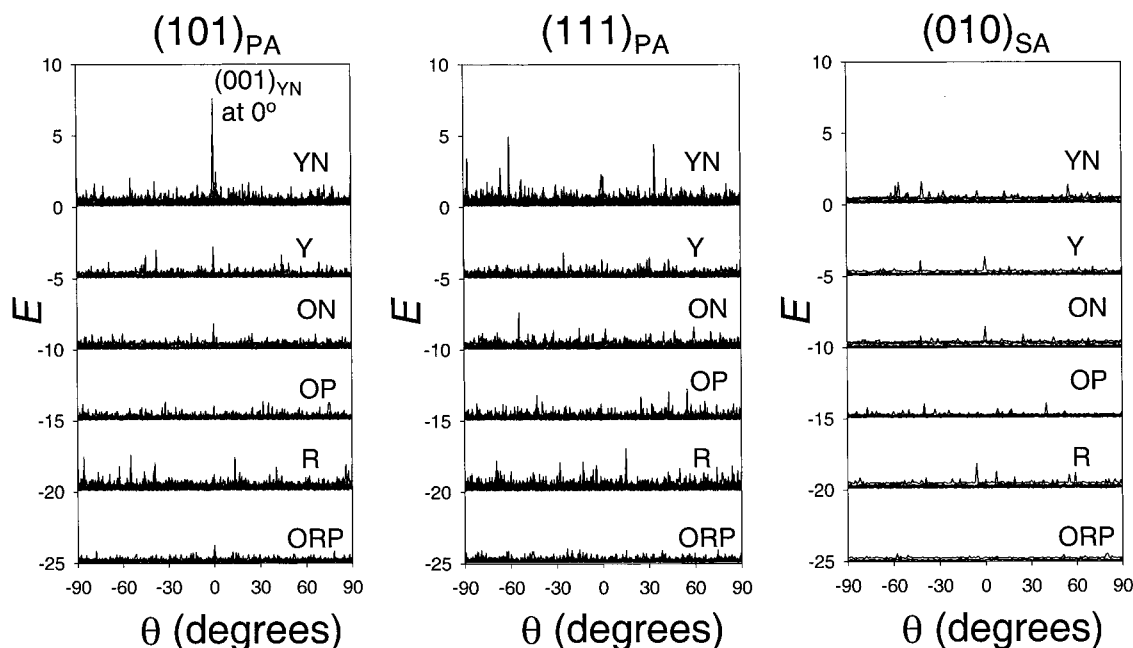 (101)PA
(111)PA
(010)SA
10
5
0
-5
-10
-15
-20
-25
E
(001)YN
at 0°
YN
Y
ON
OP
R
ORP
-90
-60
-30
0
30
60
90
θ (degrees)
10
5
0
-5
-10
-15
-20
-25
E
YN
Y
ON
OP
R
ORP
-90
-60
-30
0
30
60
90
θ (degrees)
10
5
0
-5
-10
-15
-20
-25
E
YN
Y
ON
OP
R
ORP
-90
-60
-30
0
30
60
90
θ (degrees)